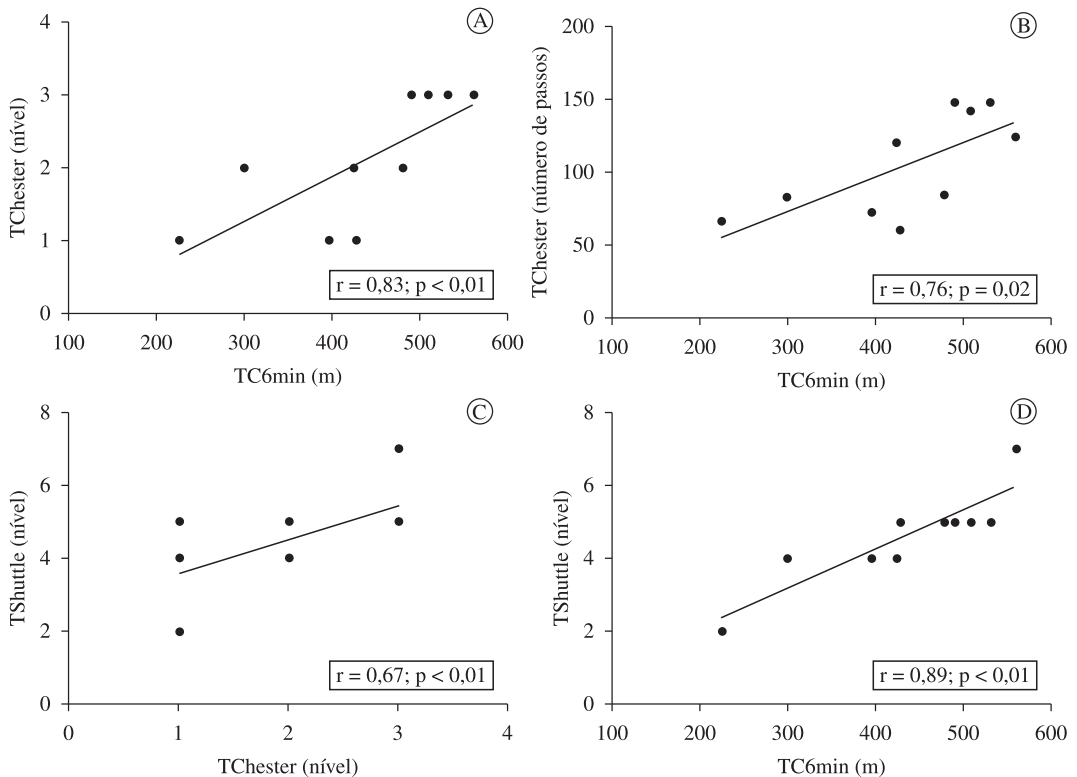 A
TChester (nível)
4
3
2
1
0
r = 0,83; p < 0,01
100 200 300 400 500 600
TC6min (m)
B
TChester (número de passos)
200
150
100
50
0
r = 0,76; p = 0,02
100 200 300 400 500 600
TC6min (m)
C
TShuttle (nível)
8
6
4
2
0
r = 0,67; p < 0,01
0 1 2 3 4
TChester (nível)
D
TShuttle (nível)
8
6
4
2
0
r = 0,89; p < 0,01
100 200 300 400 500 600
TC6min (m)